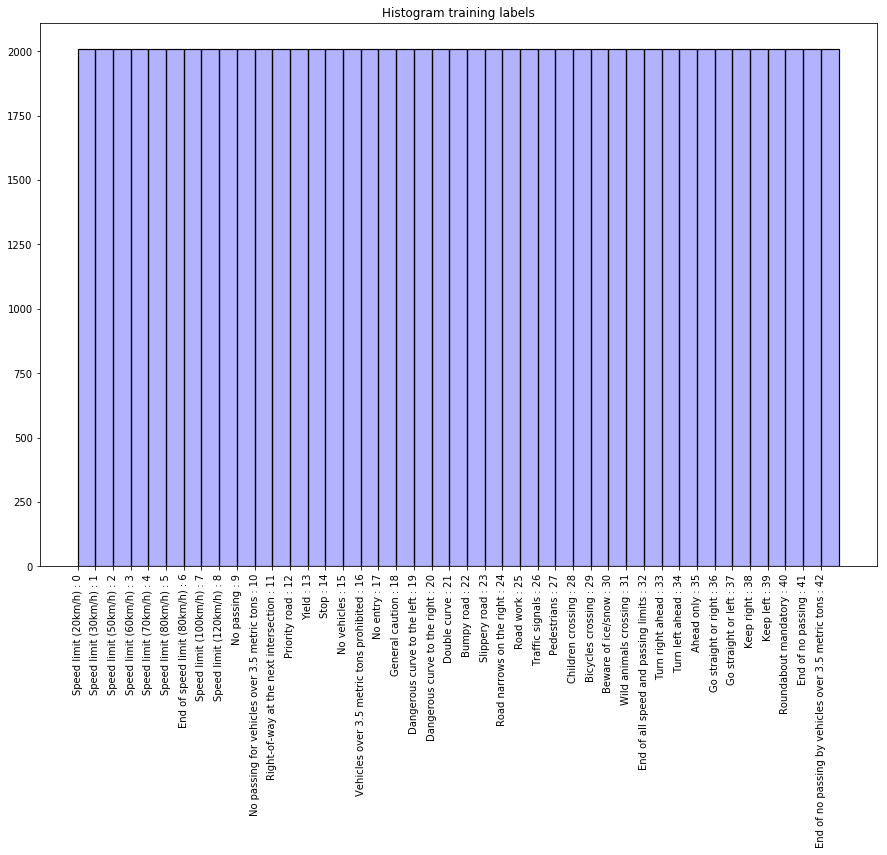 Histogram training labels
2000
1750
1500
1250
1000
750
500
250
0
Speed limit (20km/h) : 0
Speed limit (30km/h) : 1
Speed limit (50km/h) : 2
Speed limit (60km/h) : 3
Speed limit (70km/h) : 4
Speed limit (80km/h) : 5
End of speed limit (80km/h) : 6
Speed limit (100km/h) : 7
Speed limit (120km/h) : 8
No passing : 9
No passing for vehicles over 3.5 metric tons : 10
Right-of-way at the next intersection : 11
Priority road : 12
Yield : 13
Stop : 14
No vehicles : 15
Vehicles over 3.5 metric tons prohibited : 16
No entry : 17
General caution : 18
Dangerous curve to the left : 19
Dangerous curve to the right : 20
Double curve : 21
Bumpy road : 22
Slippery road : 23
Road narrows on the right : 24
Road work : 25
Traffic signals : 26
Pedestrians : 27
Children crossing : 28
Bicycles crossing : 29
Beware of ice/snow : 30
Wild animals crossing : 31
End of all speed and passing limits : 32
Turn right ahead : 33
Turn left ahead : 34
Ahead only : 35
Go straight or right : 36
Go straight or left : 37
Keep right : 38
Keep left : 39
Roundabout mandatory : 40
End of no passing : 41
End of no passing by vehicles over 3.5 metric tons : 42